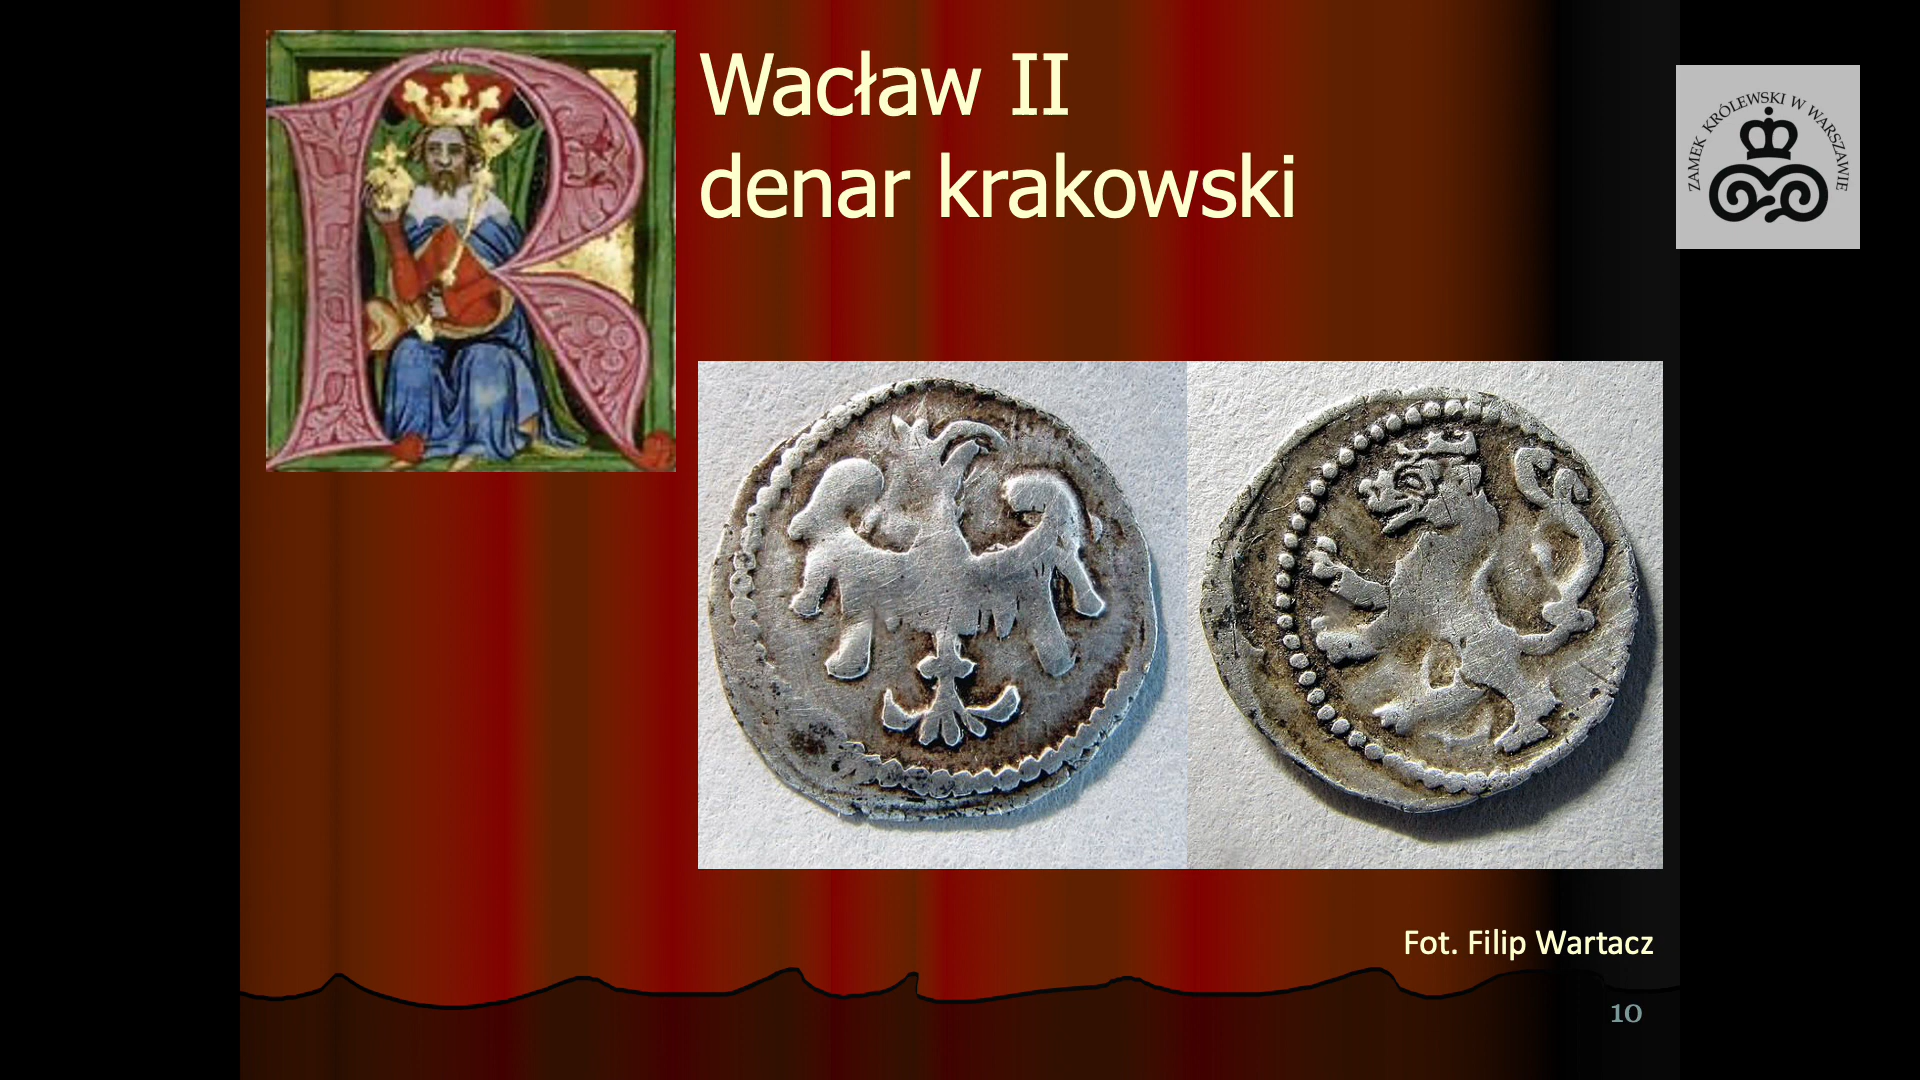 Wacław II
denar krakowski
ZAMEK KRÓLEWSKI W WARSZAWIE
Fot. Filip Wartacz
10